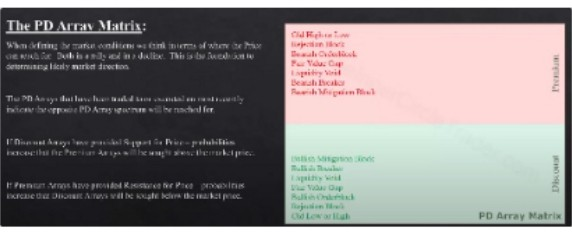 The PD Array Matrix:
When defining the market conditions we think in terms of where the Price
can reach for. Both in a rally and in a decline. This is the foundation to
determining likely market direction.
The PD Arrays that have been traded to or executed on most recently
indicate the opposite PD Array spectrum will be reached for.
If Discount Arrays have provided Support for Price – probabilities
increase that the Premium Arrays will be sought above the market price.
If Premium Arrays have provided Resistance for Price – probabilities
increase that Discount Arrays will be sought below the market price.
Old High or Low
Rejection Block
Bearish Orderblock
Fair Value Gap
Liquidity Void
Bearish Breaker
Bearish Mitigation Block
Premium
Bullish Mitigation Block
Bullish Breaker
Liquidity Void
Fair Value Gap
Bullish Orderblock
Rejection Block
Old Low or High
Discount
PD Array Matrix